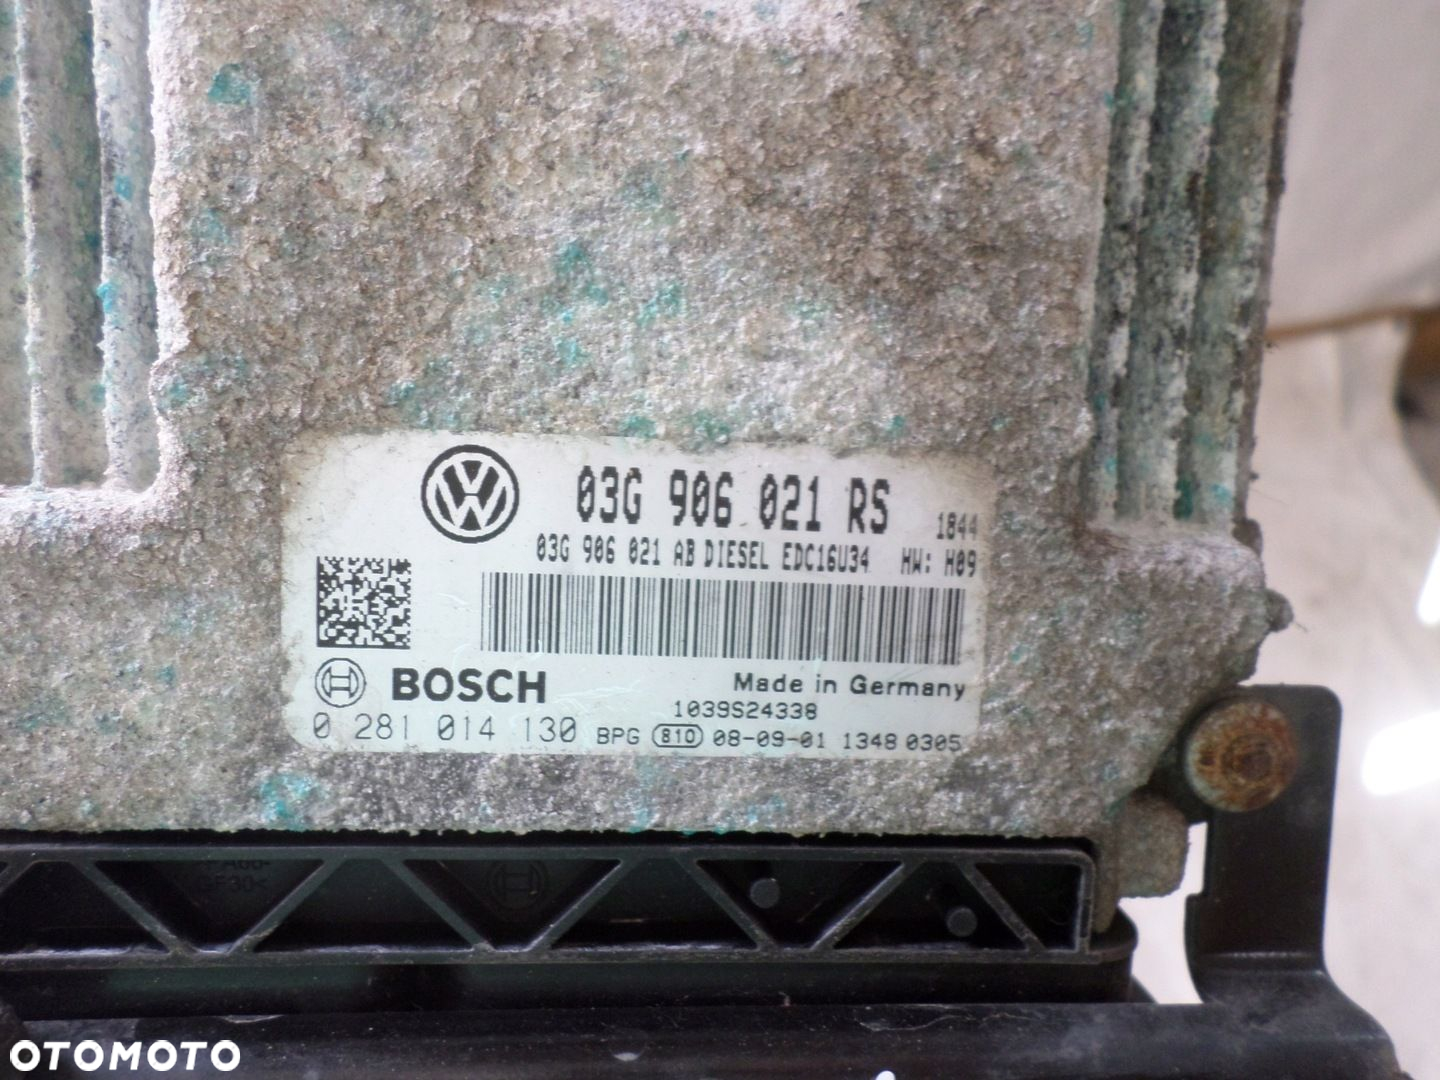 03G 906 021 RS
1844
03G 906 021 AB DIESEL EDC16U34 HW: H09
BOSCH
Made in Germany
1039S24338
0 281 014 130 BPG 810 08-09-01 1348 0305
GF30<
OTOMOTO